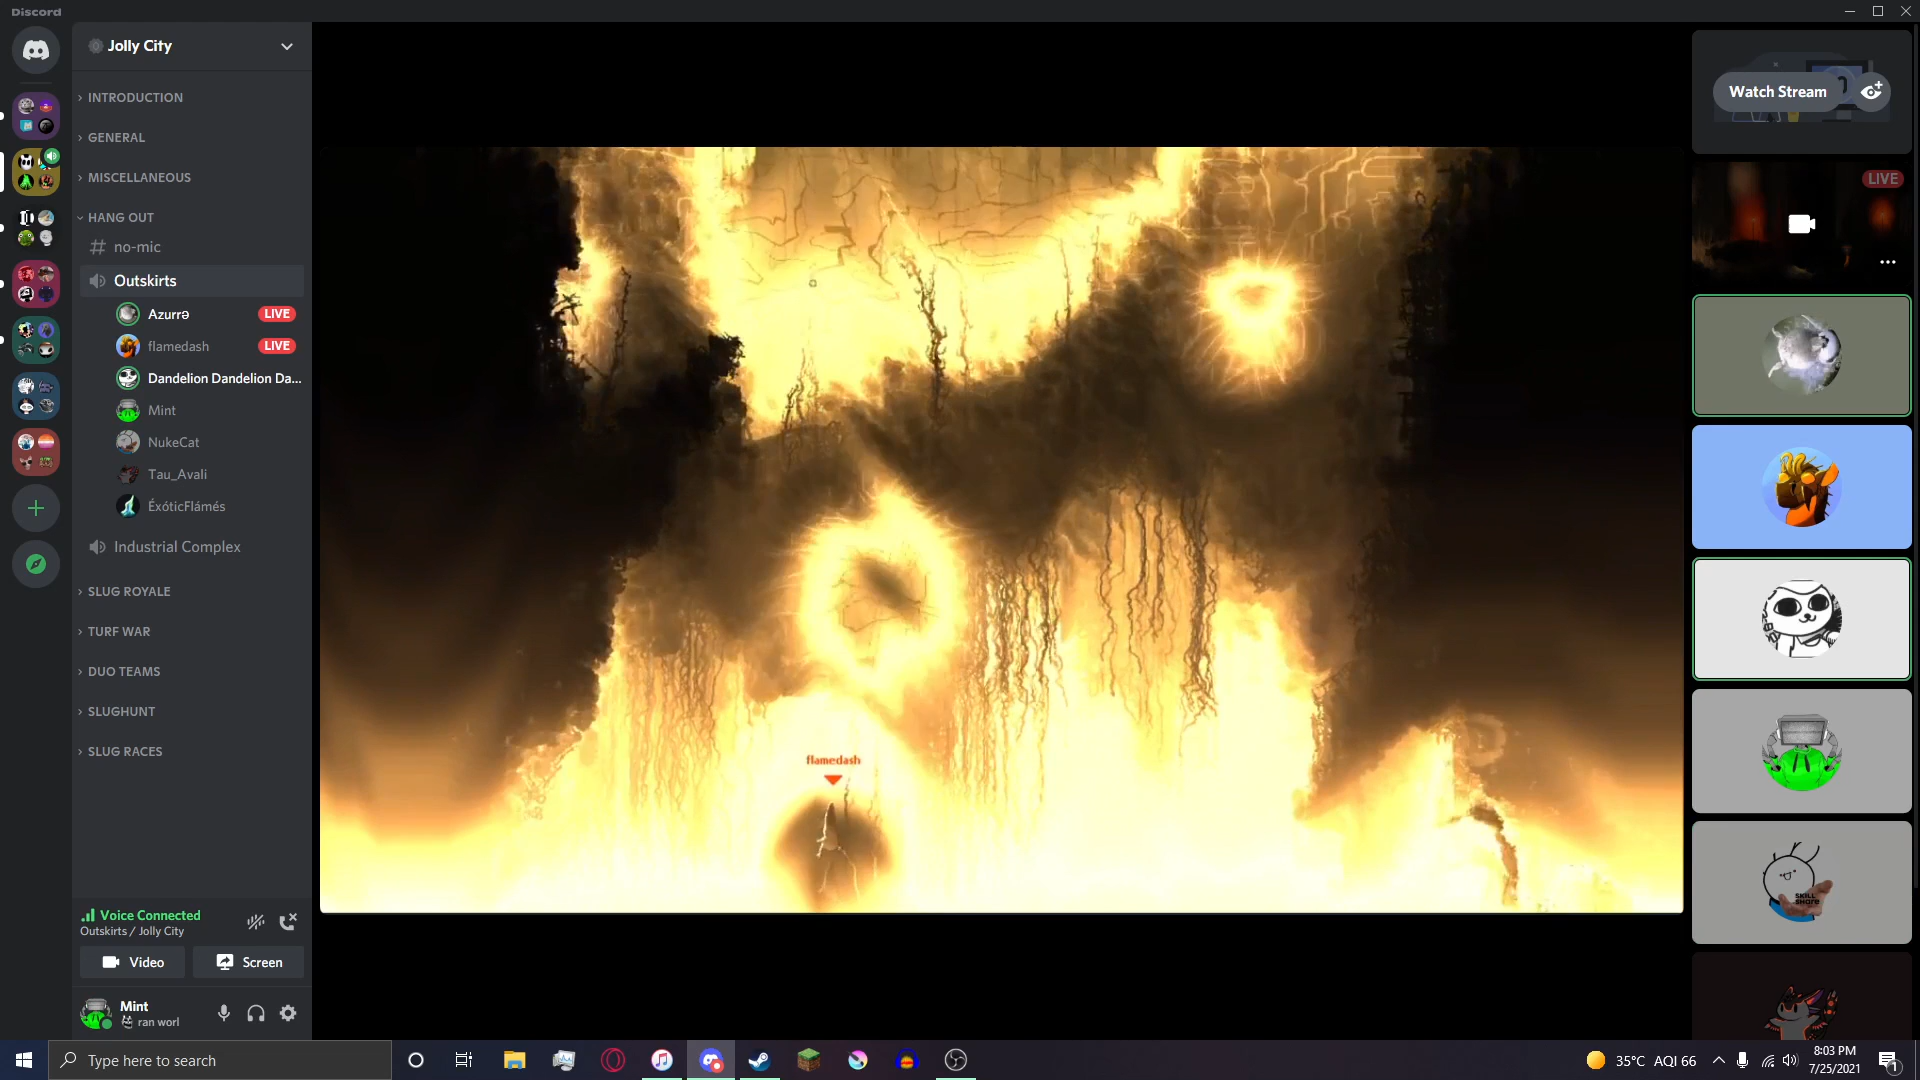 Discord
Jolly City
INTRODUCTION
GENERAL
MISCELLANEOUS
HANG OUT
no-mic
Outskirts
Azurrə LIVE
flamedash LIVE
Dandelion Dandelion Da...
Mint
NukeCat
Tau_Avali
ÉxóticFlámés
Industrial Complex
SLUG ROYALE
TURF WAR
DUO TEAMS
SLUGHUNT
SLUG RACES
Voice Connected
Outskirts / Jolly City
Video
Screen
Mint
ran worl
flamedash
Watch Stream
LIVE
SKILL
SHARE
Type here to search
35°C AQI 66
8:03 PM
7/25/2021
1